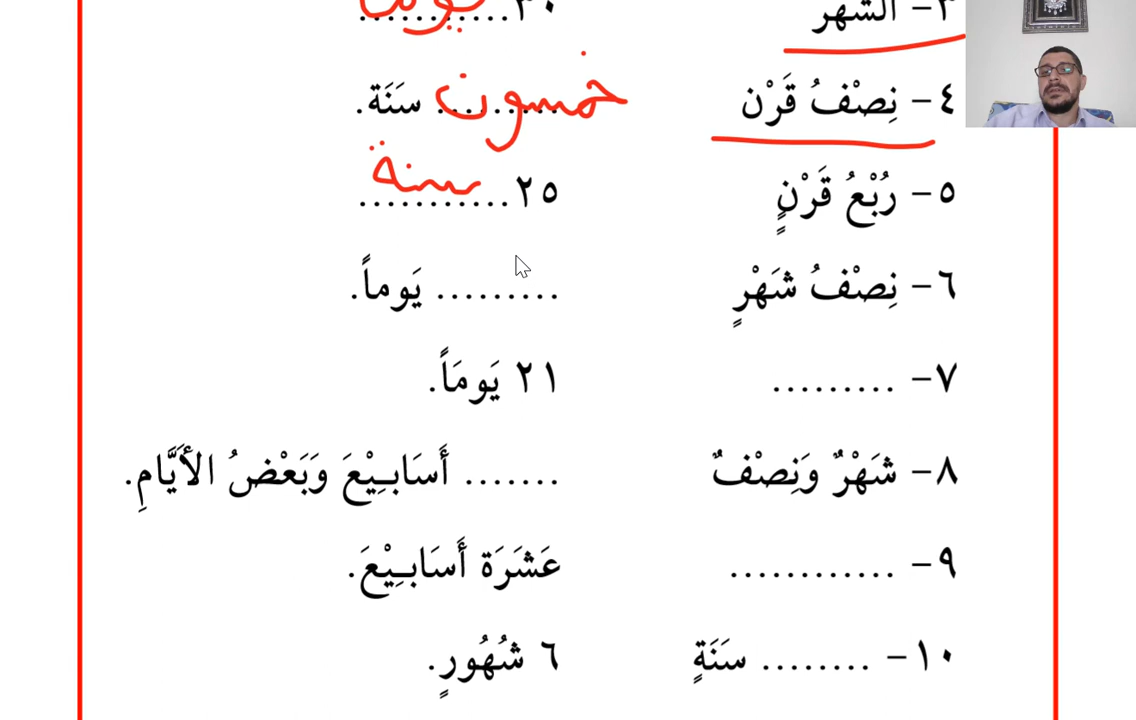 ٣- الشهر ٣٠...........
٤- نِصْفُ قَرْن خمسون......... سَنَة.
٥- رُبْعُ قَرْنٍ ٢٥........... سنة
٦- نِصْفُ شَهْرٍ ......... يَوماً.
٧- ......... ٢١ يَومَاً.
٨- شَهْرٌ وَنِصْفٌ ....... أَسَابِيْعَ وَبَعْضُ الأَيَّامِ.
٩- ............ عَشَرَة أَسَابِيْعَ.
١٠- ........ سَنَةٍ ٦ شُهُورٍ.